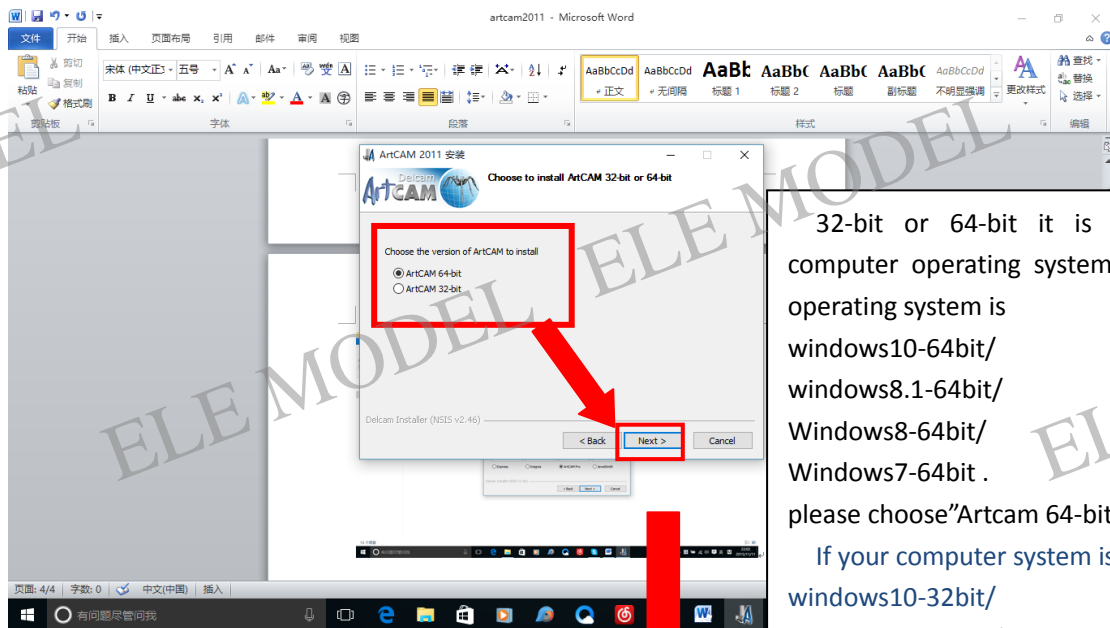 artcam2011 - Microsoft Word
文件 开始 插入 页面布局 引用 邮件 审阅 视图
剪切
复制
格式刷
粘贴
宋体 (中文正 五号
B I U abc x₂ x²
AaBbCcDd AaBbCcDd AaBb AaBb( AaBb( AaBb( AaBbCcDd
正文 无间隔 标题 1 标题 2 标题 副标题 不明显强调
更改样式
查找
替换
选择
剪贴板 字体 段落 样式 编辑
ArtCAM 2011 安装
Delcam
ArtCAM
Choose to install ArtCAM 32-bit or 64-bit
Choose the version of ArtCAM to install
ArtCAM 64-bit
ArtCAM 32-bit
Delcam Installer (NSIS v2.46)
< Back Next > Cancel
32-bit or 64-bit it is
computer operating system
operating system is
windows10-64bit/
windows8.1-64bit/
Windows8-64bit/
Windows7-64bit .
please choose”Artcam 64-bit
If your computer system is
windows10-32bit/
页面: 4/4 字数: 0 中文(中国) 插入
有问题尽管问我
ELE MODEL
ELE MODEL